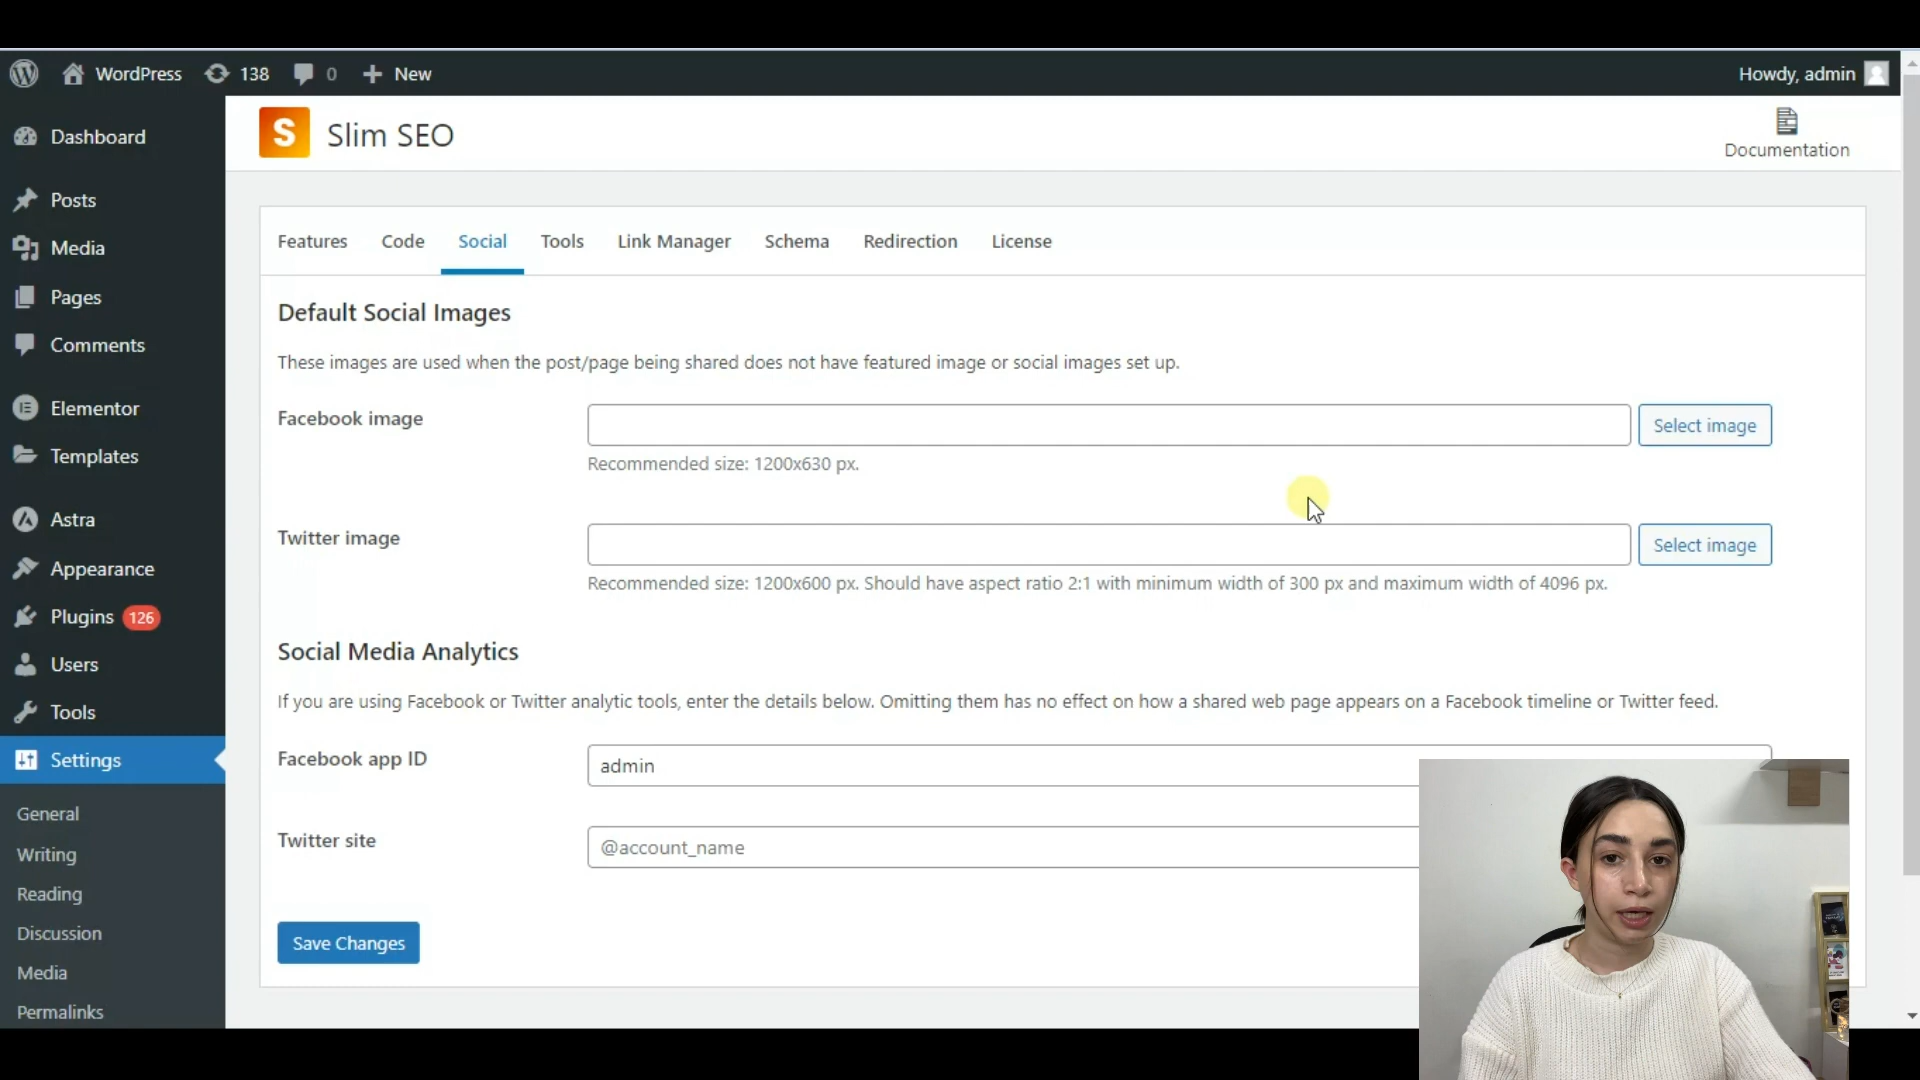 WordPress 138 0 New Howdy, admin
Dashboard
Posts
Media
Pages
Comments
Elementor
Templates
Astra
Appearance
Plugins 126
Users
Tools
Settings
General
Writing
Reading
Discussion
Media
Permalinks
S Slim SEO
Documentation
Features Code Social Tools Link Manager Schema Redirection License
Default Social Images
These images are used when the post/page being shared does not have featured image or social images set up.
Facebook image Select image
Recommended size: 1200x630 px.
Twitter image Select image
Recommended size: 1200x600 px. Should have aspect ratio 2:1 with minimum width of 300 px and maximum width of 4096 px.
Social Media Analytics
If you are using Facebook or Twitter analytic tools, enter the details below. Omitting them has no effect on how a shared web page appears on a Facebook timeline or Twitter feed.
Facebook app ID admin
Twitter site @account_name
Save Changes